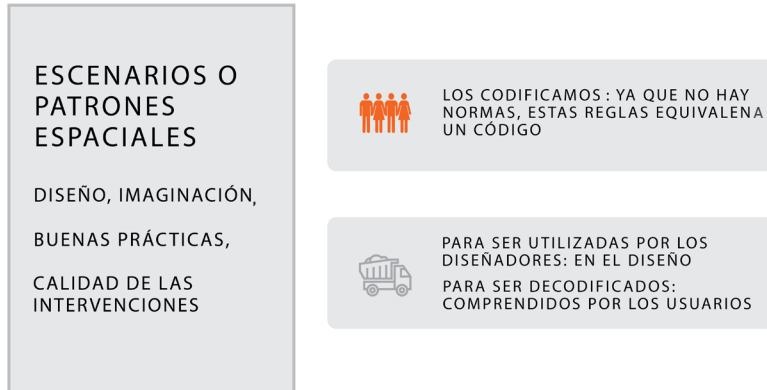 ESCENARIOS O
PATRONES
ESPACIALES
DISEÑO, IMAGINACIÓN,
BUENAS PRÁCTICAS,
CALIDAD DE LAS
INTERVENCIONES
LOS CODIFICAMOS : YA QUE NO HAY
NORMAS, ESTAS REGLAS EQUIVALENA
UN CÓDIGO
PARA SER UTILIZADAS POR LOS
DISEÑADORES: EN EL DISEÑO
PARA SER DECODIFICADOS:
COMPRENDIDOS POR LOS USUARIOS